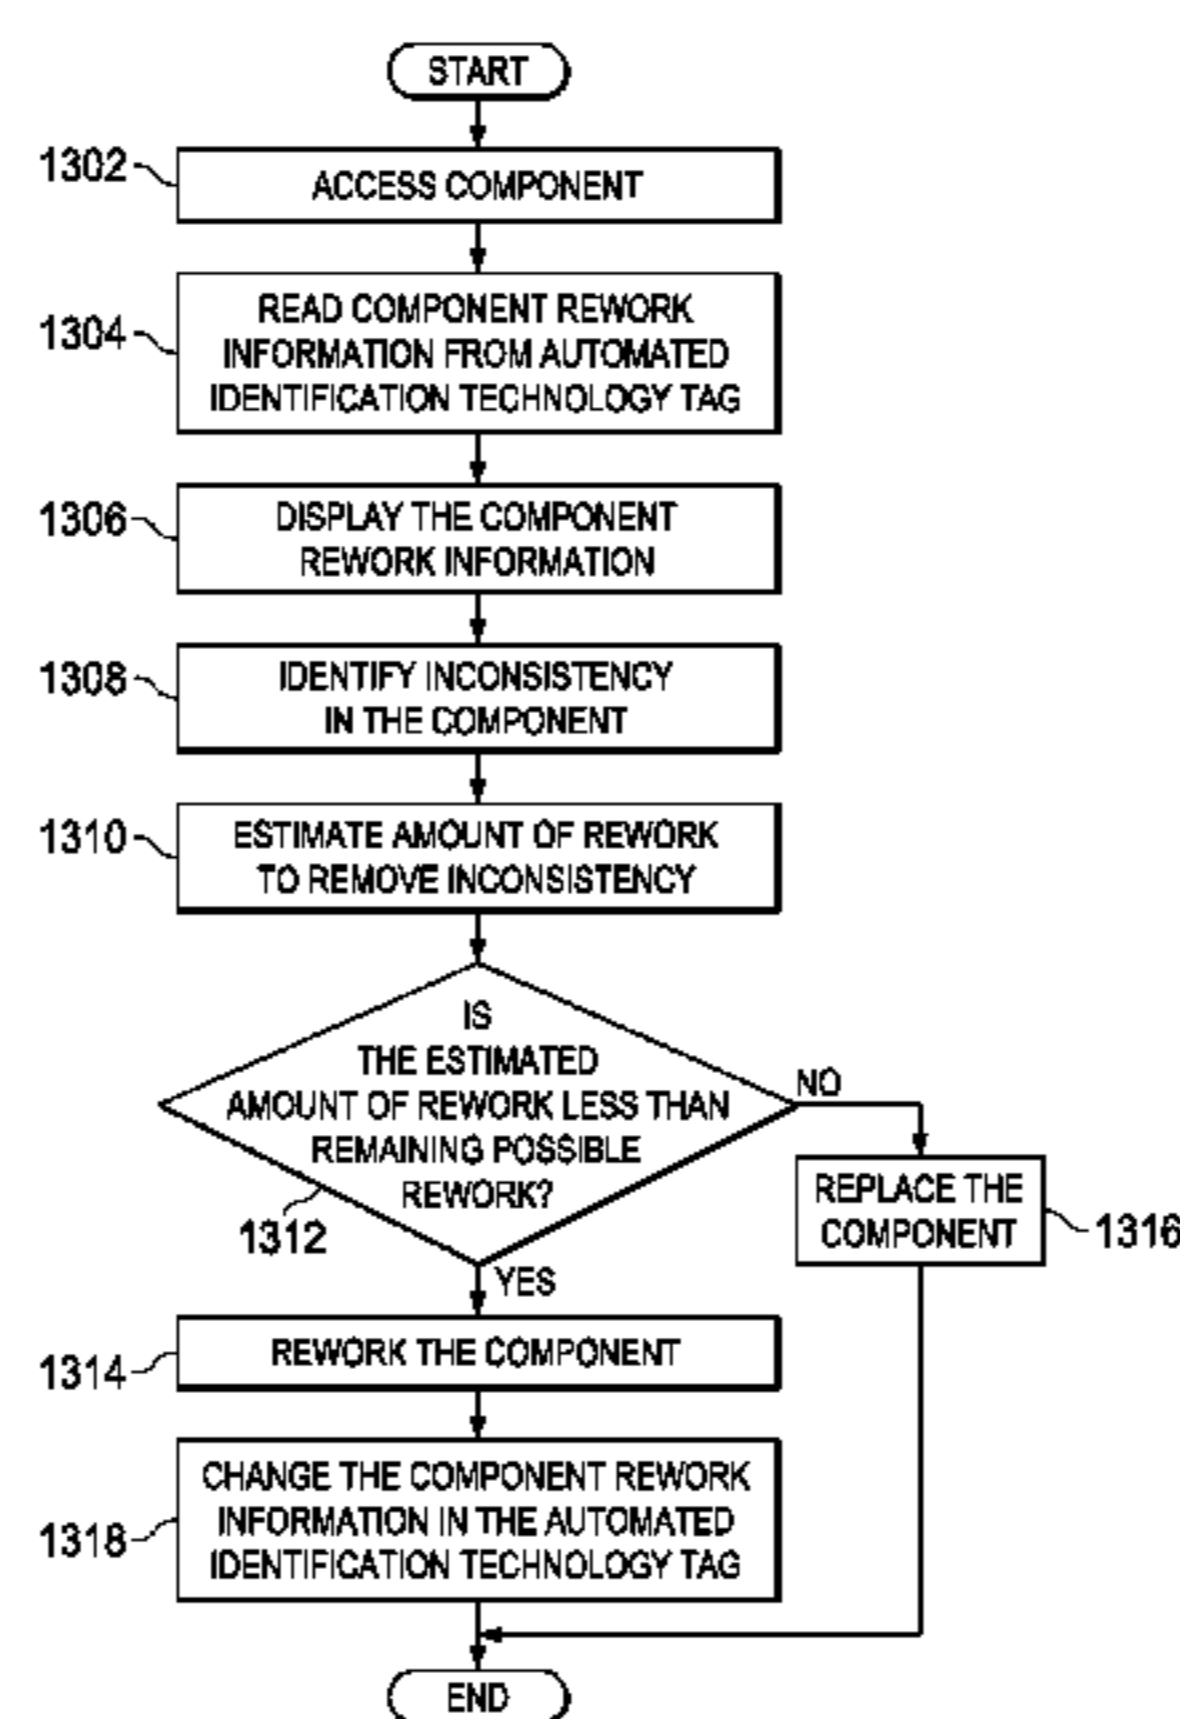 START
1302
ACCESS COMPONENT
1304
READ COMPONENT REWORK
INFORMATION FROM AUTOMATED
IDENTIFICATION TECHNOLOGY TAG
1306
DISPLAY THE COMPONENT
REWORK INFORMATION
1308
IDENTIFY INCONSISTENCY
IN THE COMPONENT
1310
ESTIMATE AMOUNT OF REWORK
TO REMOVE INCONSISTENCY
IS
THE ESTIMATED
AMOUNT OF REWORK LESS THAN
REMAINING POSSIBLE
REWORK?
1312
NO
REPLACE THE
COMPONENT
1316
YES
1314
REWORK THE COMPONENT
1318
CHANGE THE COMPONENT REWORK
INFORMATION IN THE AUTOMATED
IDENTIFICATION TECHNOLOGY TAG
END